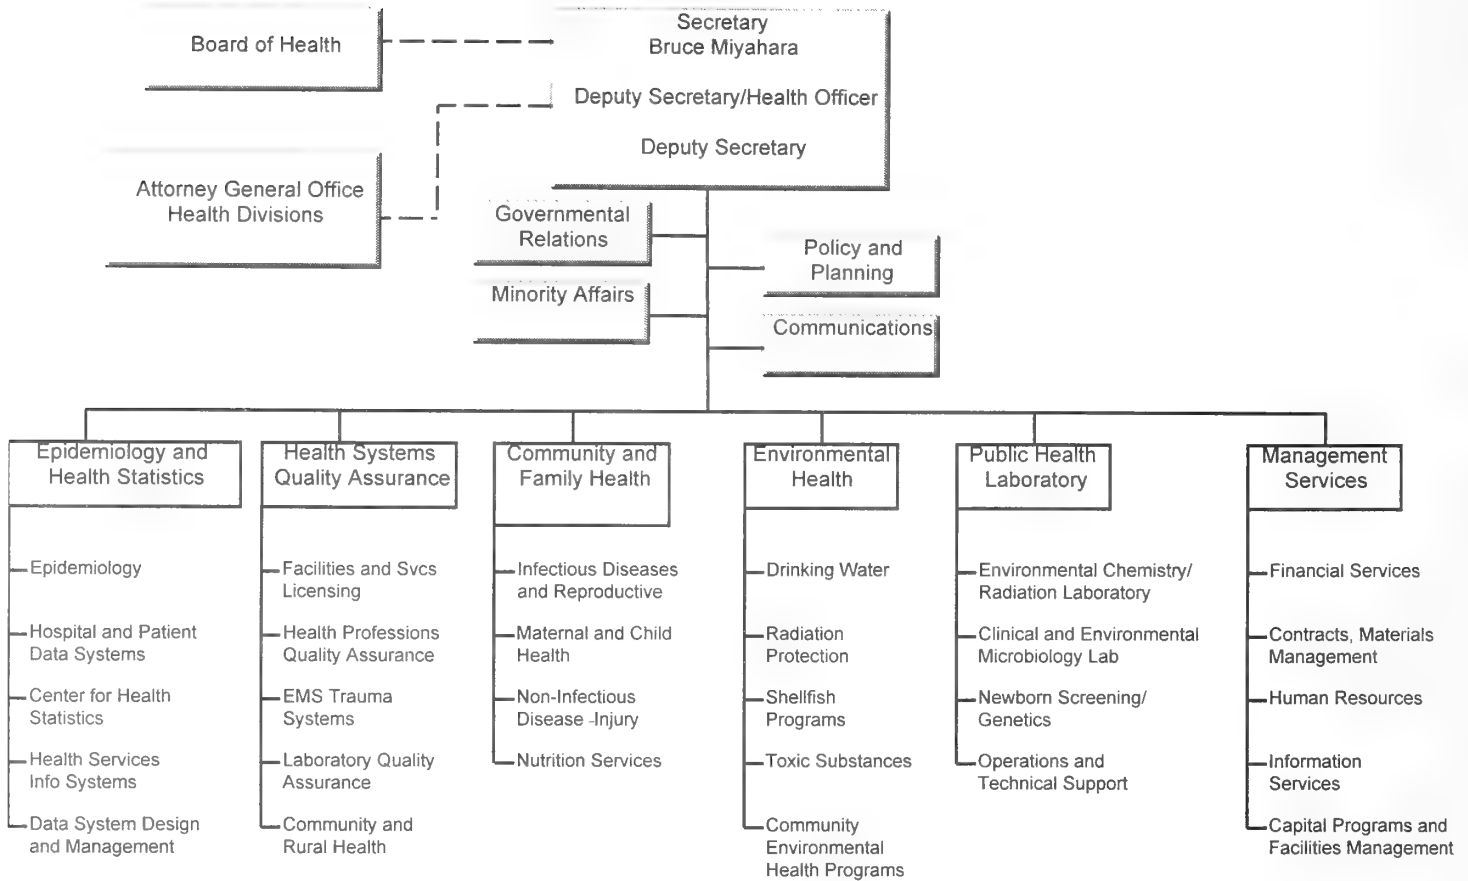 Board of Health
Secretary
Bruce Miyahara
Deputy Secretary/Health Officer
Deputy Secretary
Attorney General Office
Health Divisions
Governmental
Relations
Policy and
Planning
Minority Affairs
Communications
Epidemiology and
Health Statistics
Epidemiology
Hospital and Patient
Data Systems
Center for Health
Statistics
Health Services
Info Systems
Data System Design
and Management
Health Systems
Quality Assurance
Facilities and Svcs
Licensing
Health Professions
Quality Assurance
EMS Trauma
Systems
Laboratory Quality
Assurance
Community and
Rural Health
Community and
Family Health
Infectious Diseases
and Reproductive
Maternal and Child
Health
Non-Infectious
Disease -Injury
Nutrition Services
Environmental
Health
Drinking Water
Radiation
Protection
Shellfish
Programs
Toxic Substances
Community
Environmental
Health Programs
Public Health
Laboratory
Environmental Chemistry/
Radiation Laboratory
Clinical and Environmental
Microbiology Lab
Newborn Screening/
Genetics
Operations and
Technical Support
Management
Services
Financial Services
Contracts, Materials
Management
Human Resources
Information
Services
Capital Programs and
Facilities Management